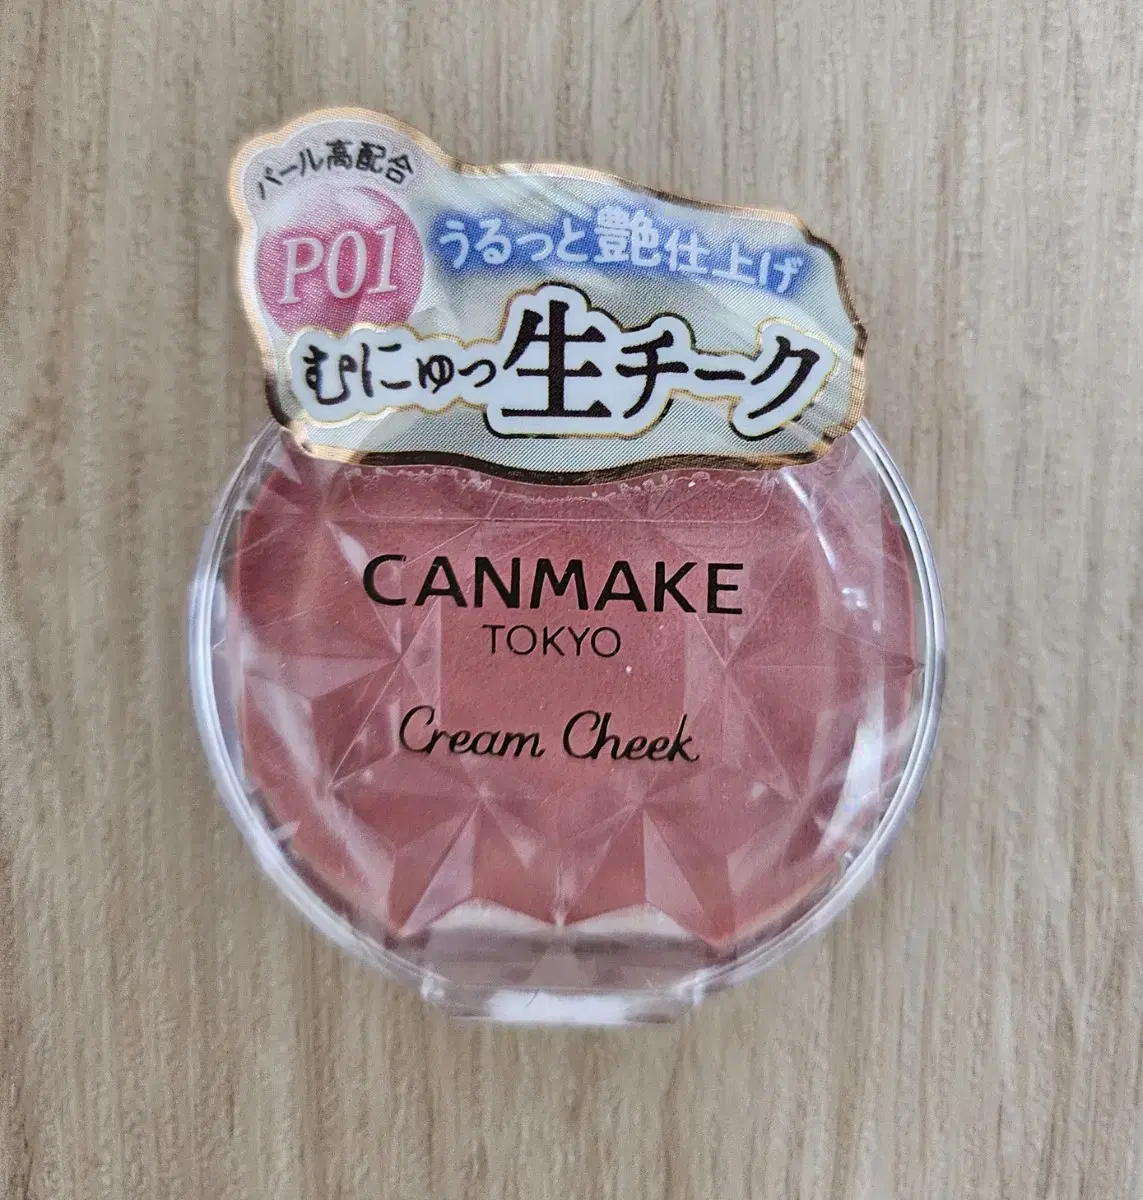 パール高配合
P01
うるっと艶仕上げ
むにゅっ生チーク
CANMAKE
TOKYO
Cream Cheek